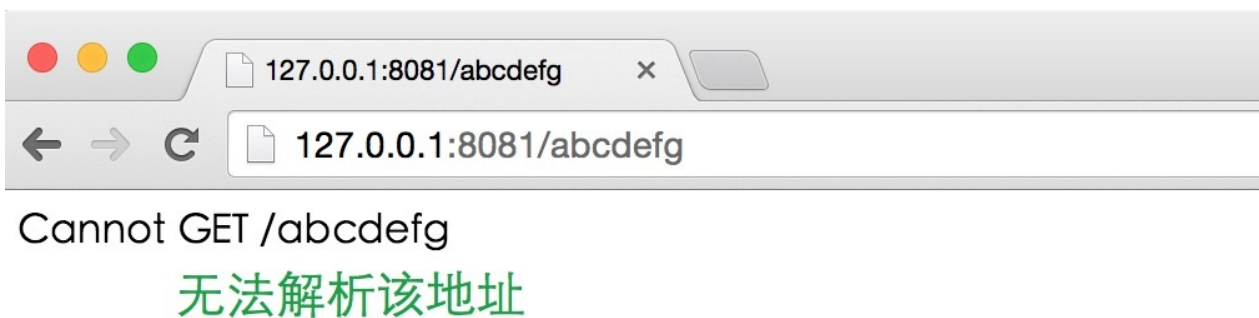 127.0.0.1:8081/abcdefg
127.0.0.1:8081/abcdefg
Cannot GET /abcdefg
无法解析该地址